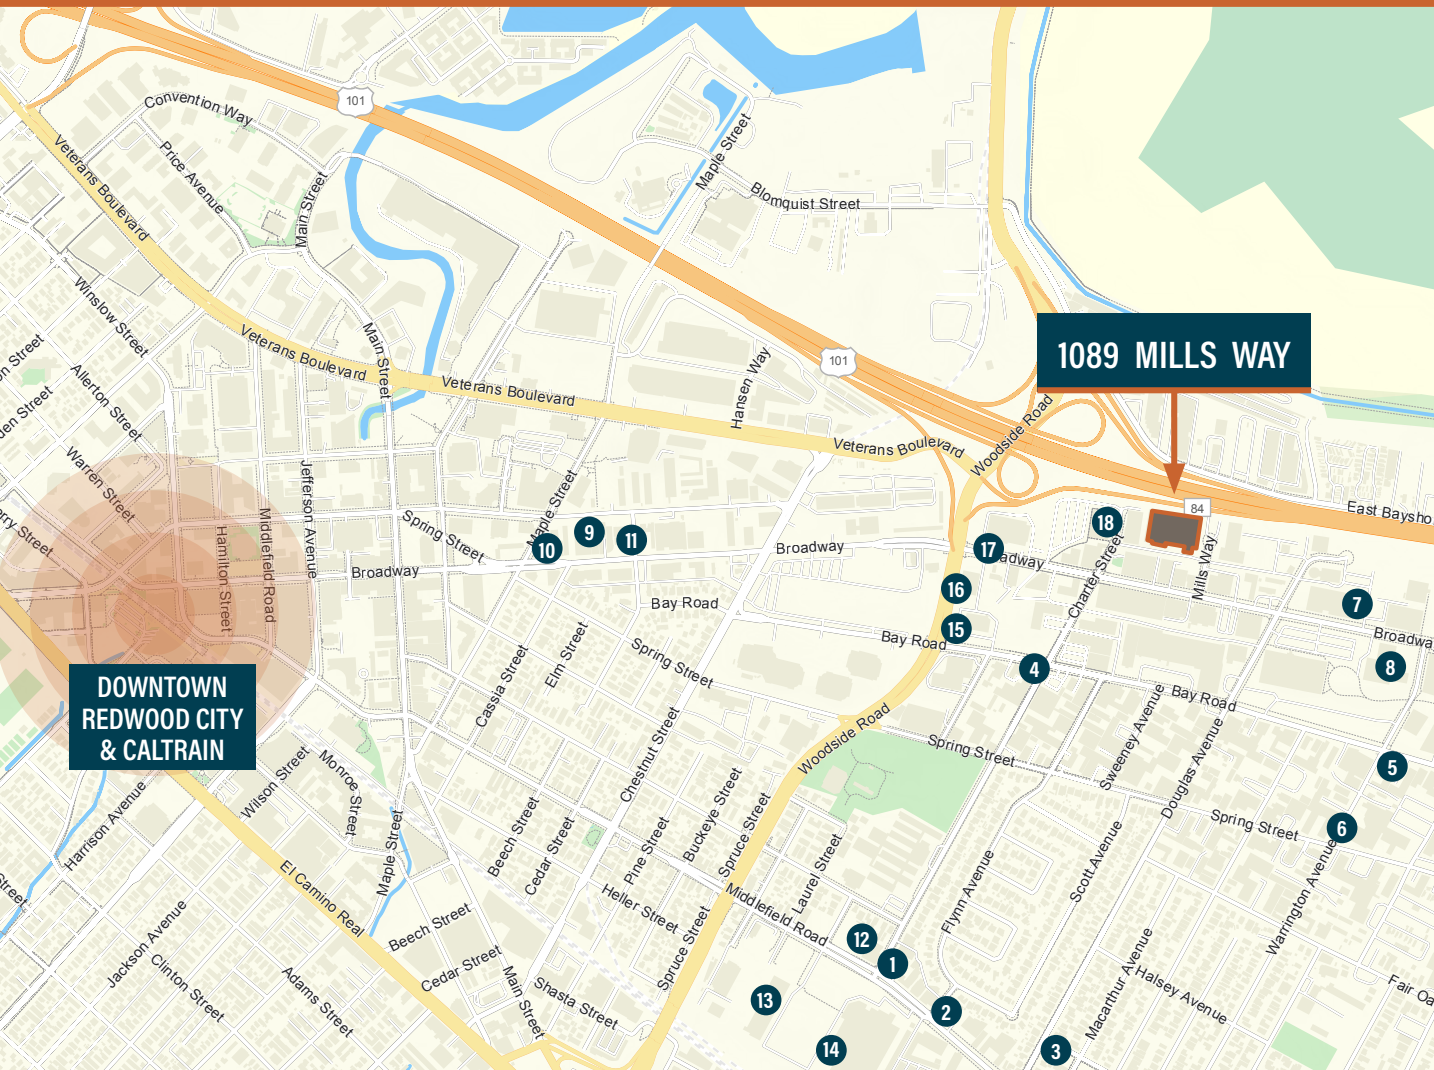 101
Convention Way
Price Avenue
Veterans Boulevard
Main Street
Maple Street
Blomquist Street
Winslow Street
Veterans Boulevard
Main Street
Veterans Boulevard
Hansen Way
101
1089 MILLS WAY
Woodside Road
Veterans Boulevard
on Street
den Street
Allerton Street
Warren Street
erry Street
Jefferson Avenue
Middlefield Road
Hamilton Street
Spring Street
Maple Street
9
10
11
Broadway
Broadway
Bay Road
84
East Baysho
18
17
adway
Charter Street
Mills Way
16
15
Bay Road
7
Broadwa
8
4
Bay Road
DOWNTOWN
REDWOOD CITY
& CALTRAIN
Cassia Street
Elm Street
Spring Street
Chestnut Street
Woodside Road
Spring Street
Sweeney Avenue
Douglas Avenue
5
6
Spring Street
Wilson Street
Monroe Street
Harrison Avenue
Maple Street
Beech Street
Cedar Street
Pine Street
Buckeye Street
Spruce Street
Laurel Street
Flynn Avenue
Scott Avenue
Warrington Avenue
Street
El Camino Real
Heller Street
Middlefield Road
12
1
Jackson Avenue
Clinton Street
Adams Street
Beech Street
Cedar Street
Main Street
Shasta Street
Spruce Street
13
14
2
3
Macarthur Avenue
Halsey Avenue
Fair Oa